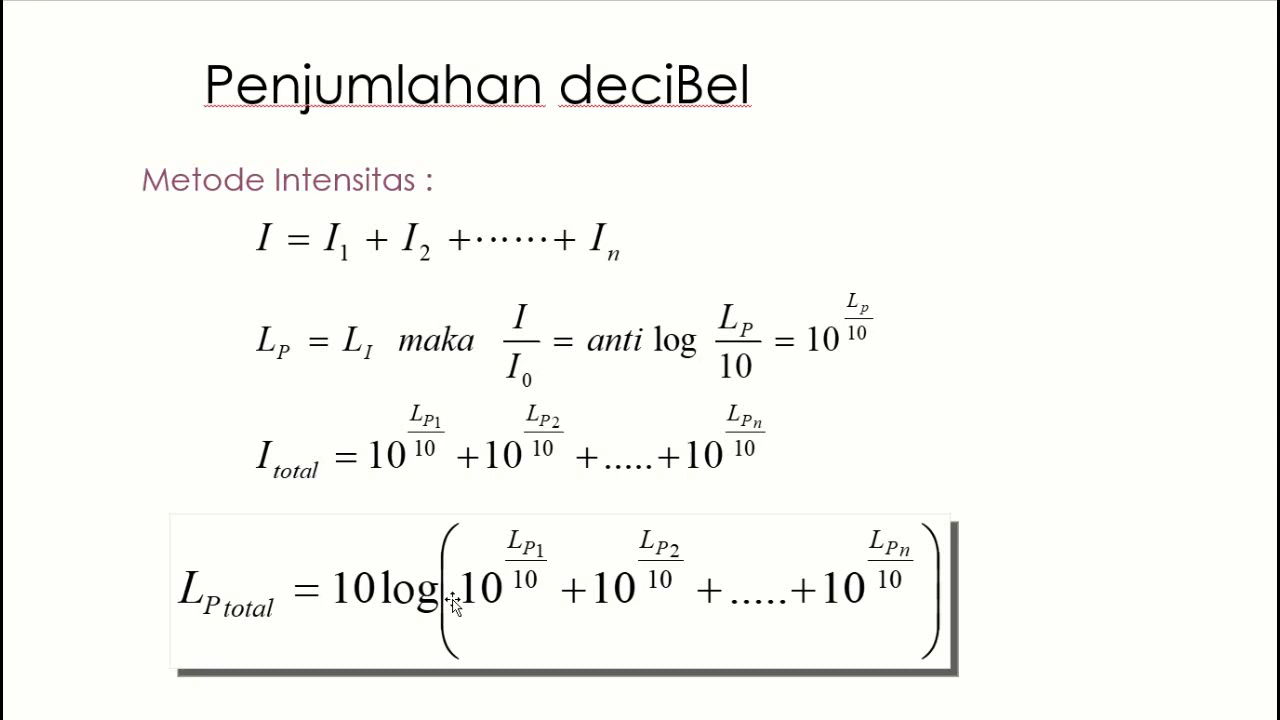 Penjumlahan deciBel
Metode Intensitas :
I = I₁ + I₂ +⋯⋯+ Iₙ
L_P = L_I maka I/I₀ = anti log L_P/10 = 10^(L_p/10)
I_total = 10^(L_P1/10) + 10^(L_P2/10) + ..... + 10^(L_Pn/10)
L_P total = 10 log(10^(L_P1/10) + 10^(L_P2/10) + ..... + 10^(L_Pn/10))